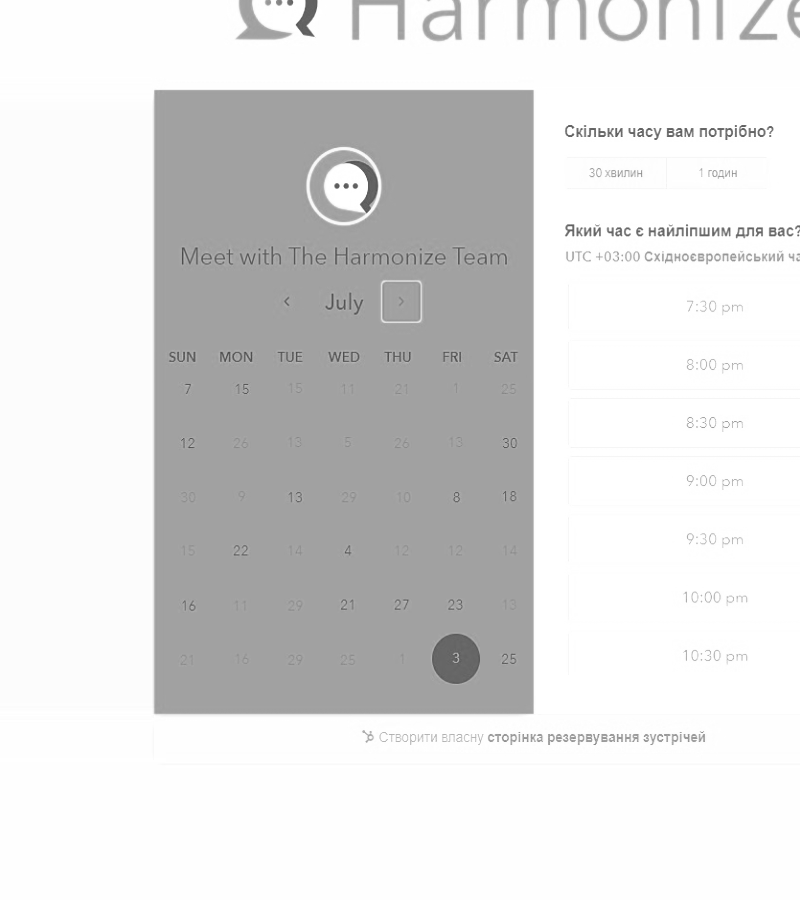 Harmonize
Meet with The Harmonize Team
July
SUN MON TUE WED THU FRI SAT
7 15 15 11 21 1 25
12 26 13 5 26 13 30
30 9 13 29 10 8 18
15 22 14 4 12 12 14
16 11 29 21 27 23 13
21 16 29 25 1 3 25
Скільки часу вам потрібно?
30 хвилин 1 годин
Який час є найліпшим для вас?
UTC +03:00 Східноєвропейський ча
7:30 pm
8:00 pm
8:30 pm
9:00 pm
9:30 pm
10:00 pm
10:30 pm
Створити власну сторінка резервування зустрічей